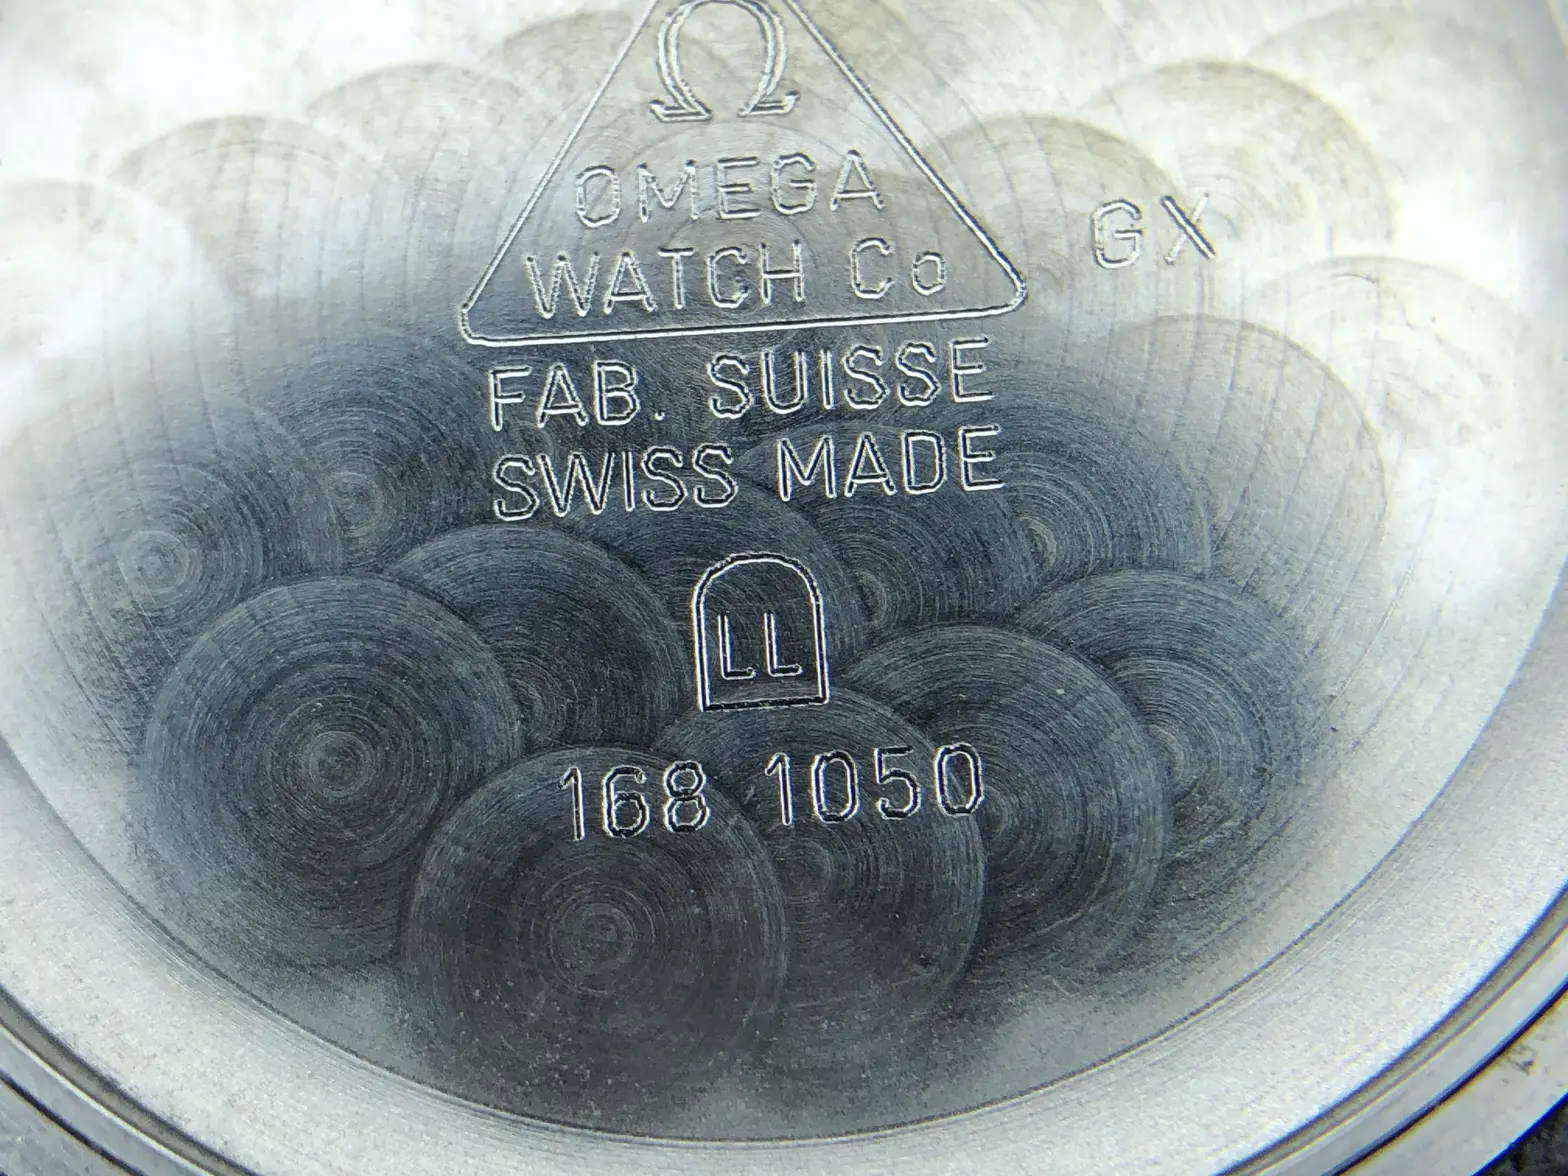 Ω
OMEGA
WATCH Co
GX
FAB. SUISSE
SWISS MADE
LL
168 1050